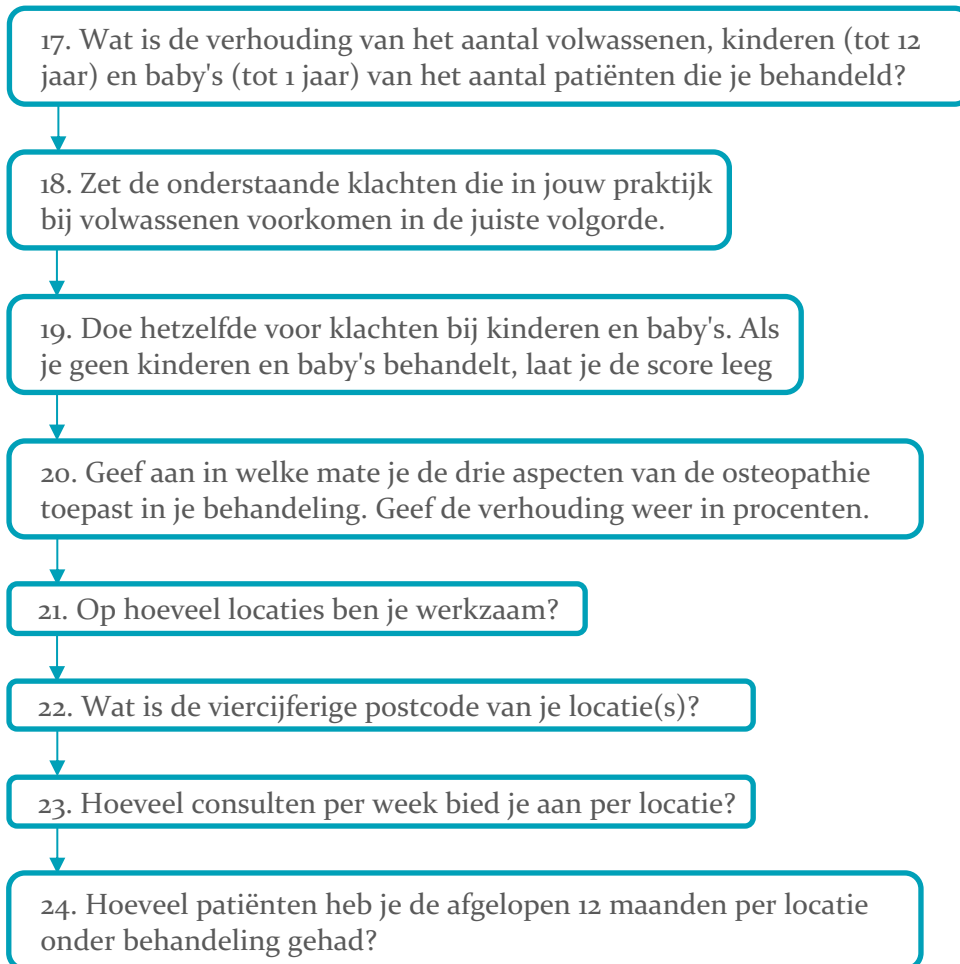 17. Wat is de verhouding van het aantal volwassenen, kinderen (tot 12
jaar) en baby's (tot 1 jaar) van het aantal patiënten die je behandeld?
18. Zet de onderstaande klachten die in jouw praktijk
bij volwassenen voorkomen in de juiste volgorde.
19. Doe hetzelfde voor klachten bij kinderen en baby's. Als
je geen kinderen en baby's behandelt, laat je de score leeg
20. Geef aan in welke mate je de drie aspecten van de osteopathie
toepast in je behandeling. Geef de verhouding weer in procenten.
21. Op hoeveel locaties ben je werkzaam?
22. Wat is de viercijferige postcode van je locatie(s)?
23. Hoeveel consulten per week bied je aan per locatie?
24. Hoeveel patiënten heb je de afgelopen 12 maanden per locatie
onder behandeling gehad?